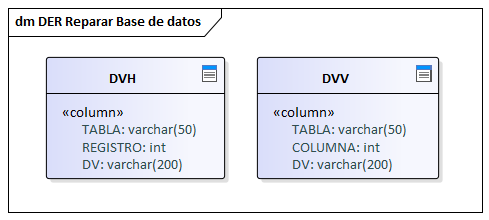 dm DER Reparar Base de datos
DVH
«column»
TABLA: varchar(50)
REGISTRO: int
DV: varchar(200)
DVV
«column»
TABLA: varchar(50)
COLUMNA: int
DV: varchar(200)